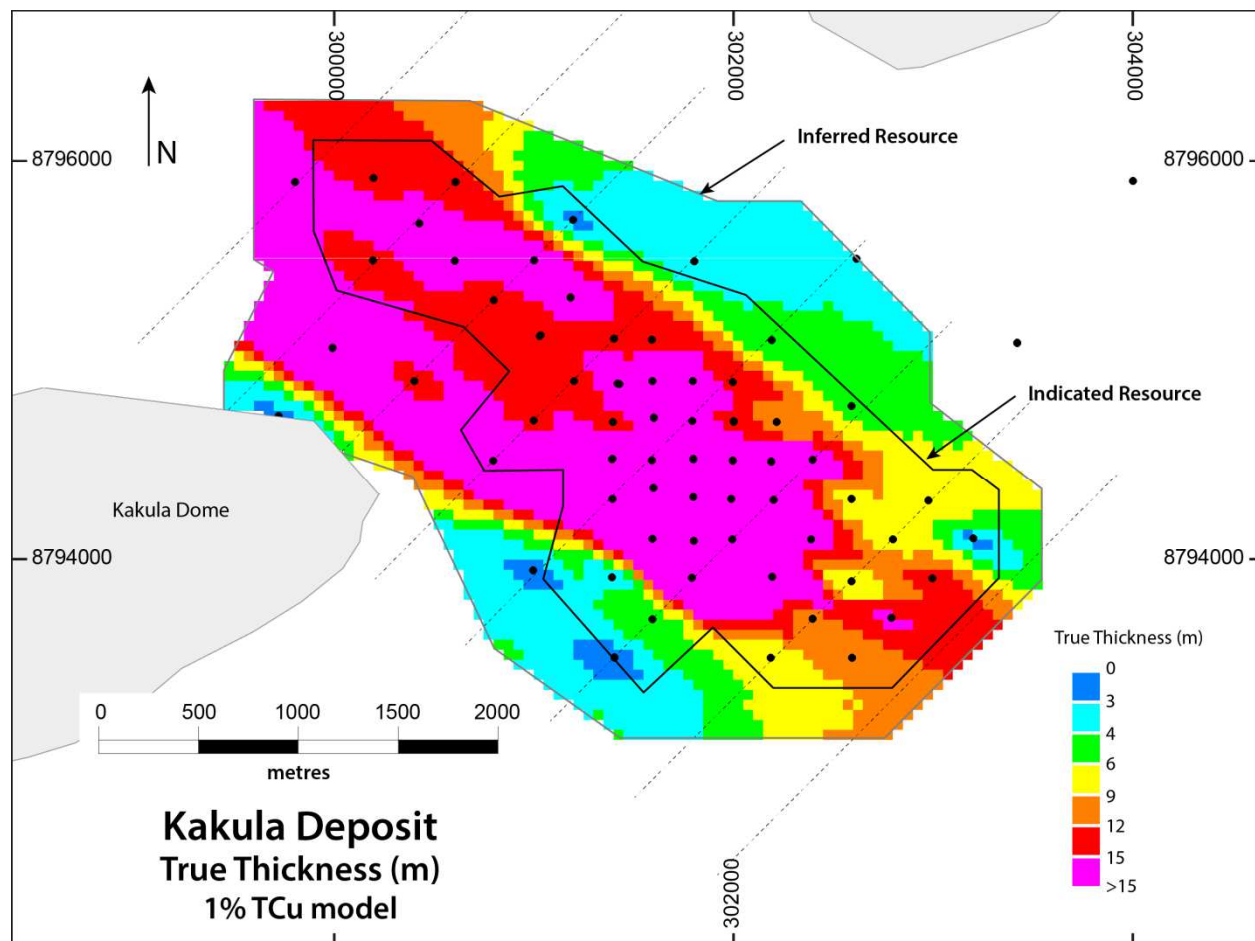 300000
302000
304000
N
Inferred Resource
8796000
8796000
Indicated Resource
Kakula Dome
8794000
8794000
True Thickness (m)
0
3
4
6
9
12
15
>15
0 500 1000 1500 2000
metres
302000
Kakula Deposit
True Thickness (m)
1% TCu model